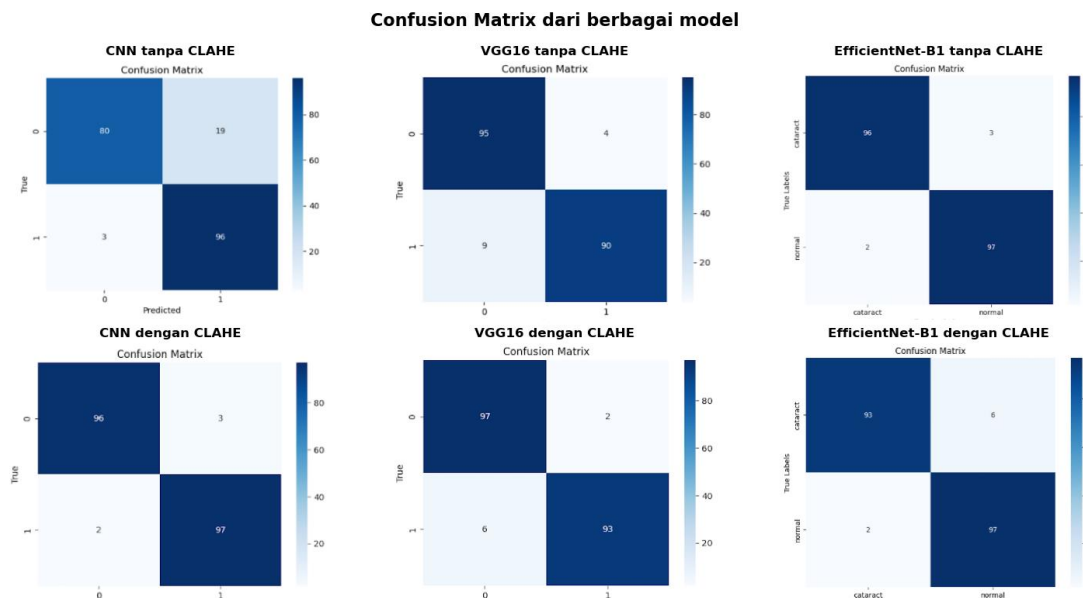 Confusion Matrix dari berbagai model
CNN tanpa CLAHE
Confusion Matrix
0
1
True
80
19
3
96
0
1
Predicted
80
60
40
20
VGG16 tanpa CLAHE
Confusion Matrix
0
1
True
95
4
9
90
0
1
80
60
40
20
EfficientNet-B1 tanpa CLAHE
Confusion Matrix
cataract
normal
True Labels
96
3
2
97
cataract
normal
CNN dengan CLAHE
Confusion Matrix
0
1
True
96
3
2
97
0
1
80
60
40
20
VGG16 dengan CLAHE
Confusion Matrix
0
1
True
97
2
6
93
0
1
80
60
40
20
EfficientNet-B1 dengan CLAHE
Confusion Matrix
cataract
normal
True Labels
93
6
2
97
cataract
normal